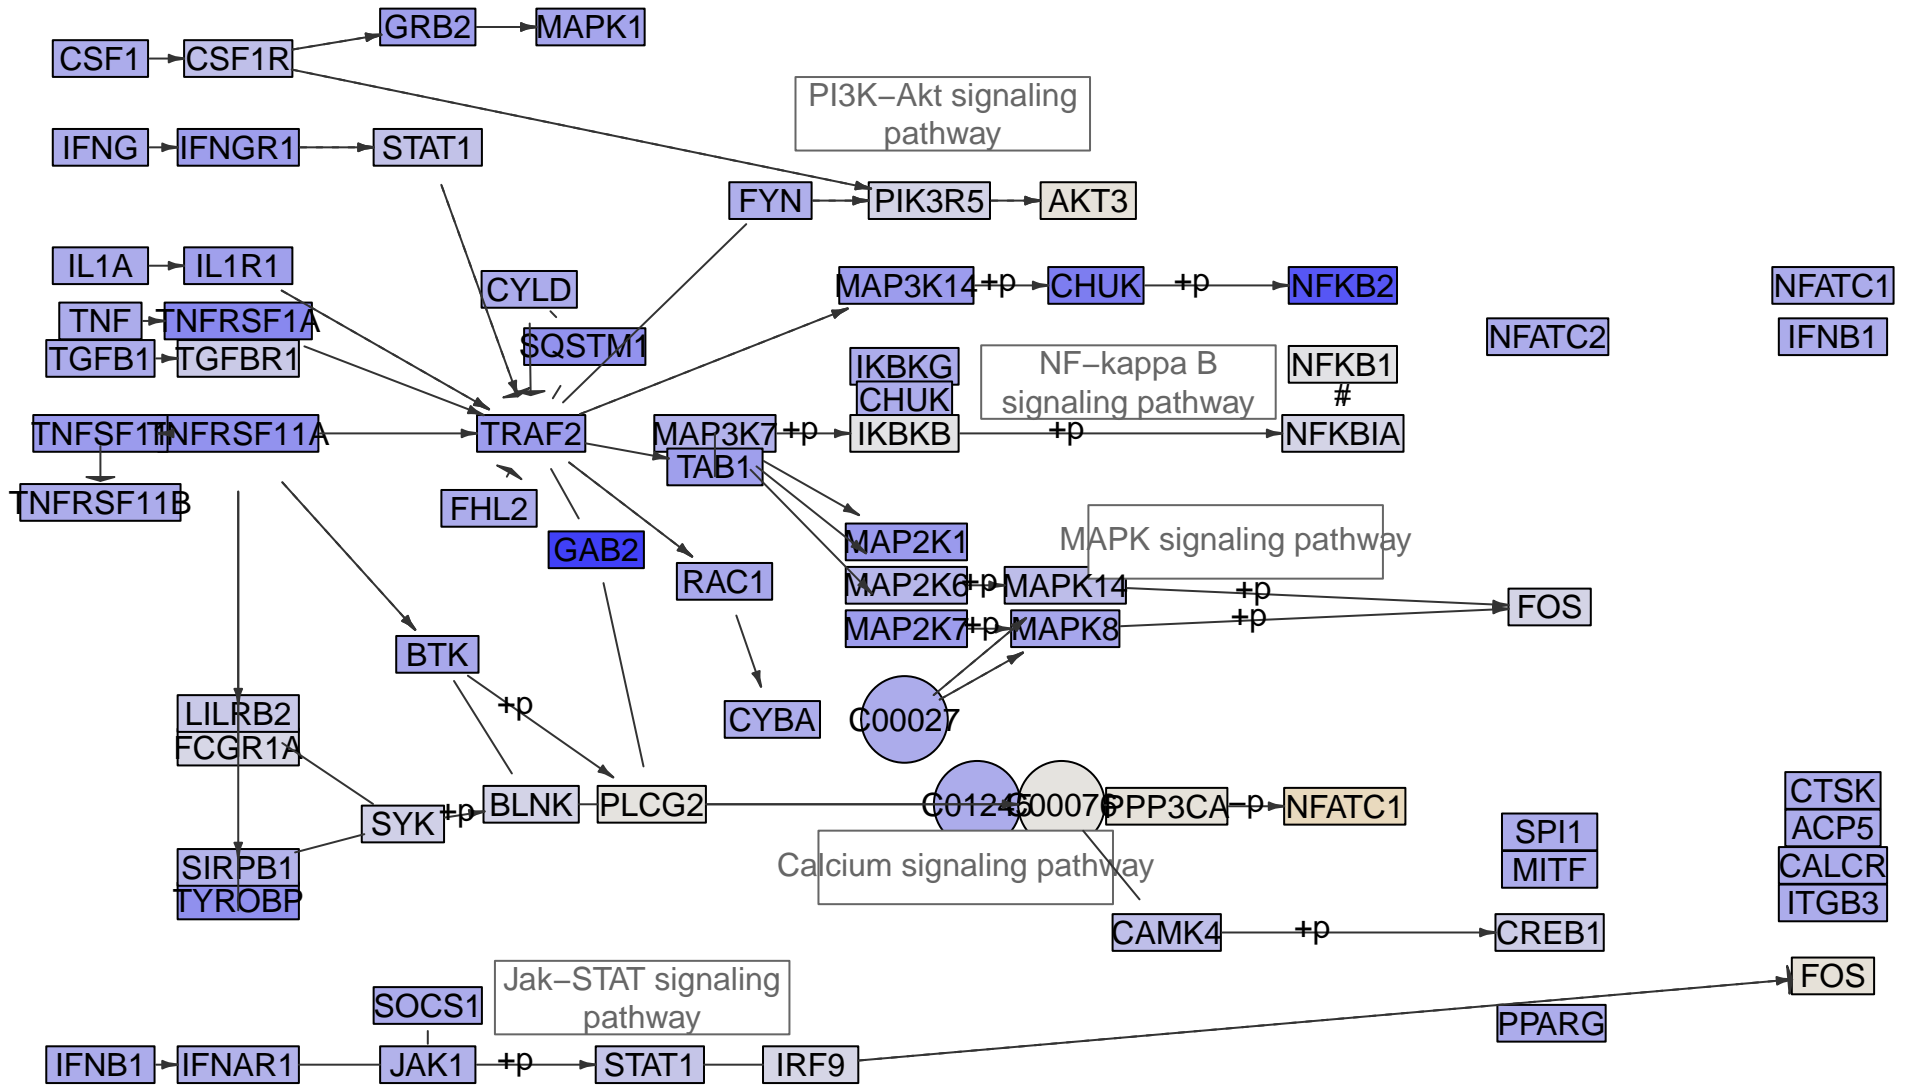 GRB2
MAPK1
CSF1
CSF1R
PI3K–Akt signaling
pathway
IFNG
IFNGR1
STAT1
FYN
PIK3R5
AKT3
IL1A
IL1R1
CYLD
MAP3K14
+p
CHUK
+p
NFKB2
NFATC1
TNF
TNFRSF1A
SQSTM1
NFATC2
IFNB1
TGFB1
TGFBR1
IKBKG
CHUK
NF–kappa B
signaling pathway
NFKB1
#
TNFSF11
TNFRSF11A
TRAF2
MAP3K7
+p
IKBKB
+p
NFKBIA
TAB1
TNFRSF11B
FHL2
GAB2
RAC1
MAP2K1
MAPK signaling pathway
MAP2K6
+p
MAPK14
+p
FOS
MAP2K7
+p
MAPK8
+p
BTK
+p
LILRB2
FCGR1A
CYBA
C00027
SYK
+p
BLNK
PLCG2
C01245
C00076
PPP3CA
–p
NFATC1
CTSK
ACP5
CALCR
ITGB3
SPI1
MITF
Calcium signaling pathway
SIRPB1
TYROBP
CAMK4
+p
CREB1
Jak–STAT signaling
pathway
FOS
SOCS1
PPARG
IFNB1
IFNAR1
JAK1
+p
STAT1
IRF9